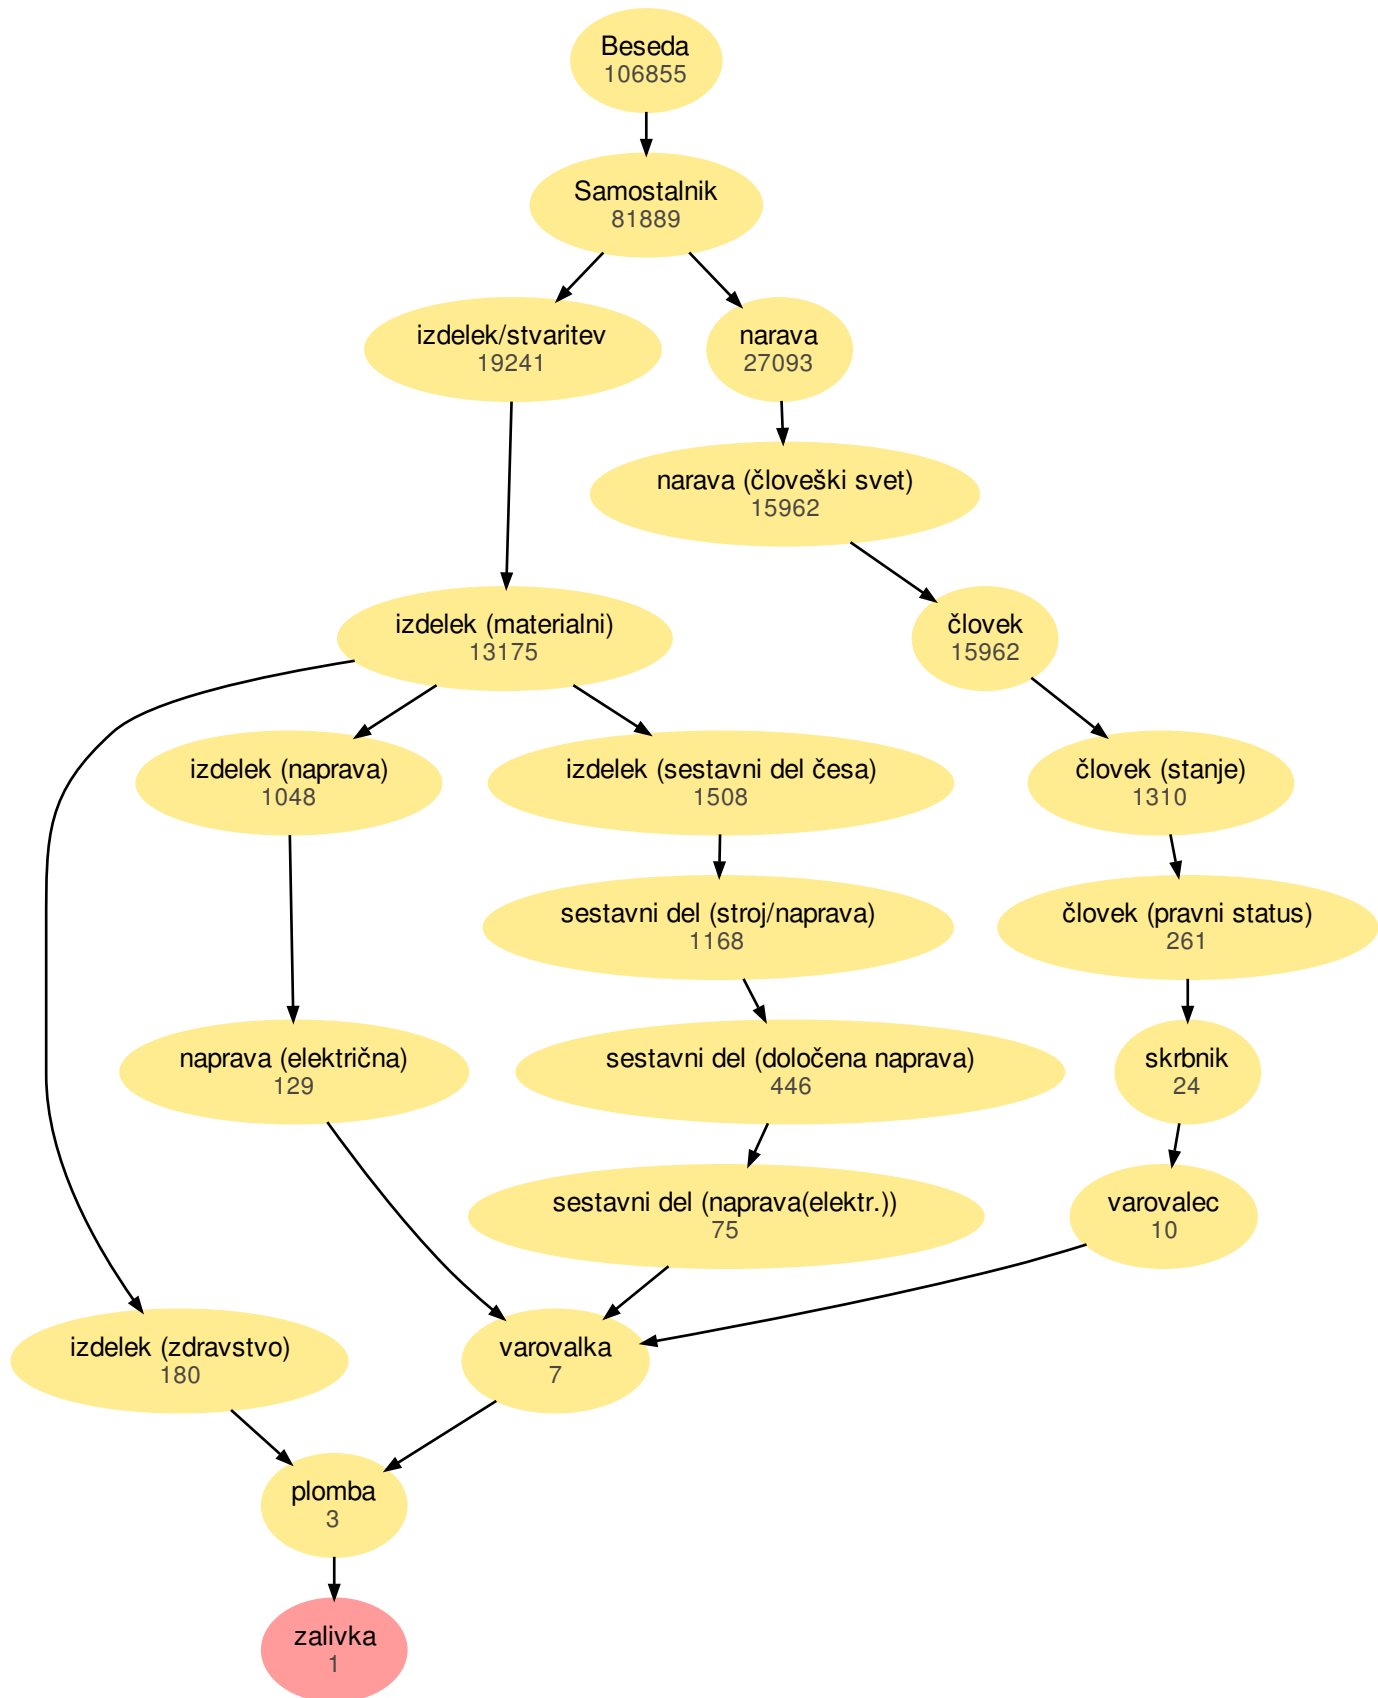 Beseda
106855
Samostalnik
81889
izdelek/stvaritev
19241
narava
27093
narava (človeški svet)
15962
izdelek (materialni)
13175
človek
15962
izdelek (naprava)
1048
izdelek (sestavni del česa)
1508
človek (stanje)
1310
sestavni del (stroj/naprava)
1168
človek (pravni status)
261
naprava (električna)
129
sestavni del (določena naprava)
446
skrbnik
24
sestavni del (naprava(elektr.))
75
varovalec
10
izdelek (zdravstvo)
180
varovalka
7
plomba
3
zalivka
1